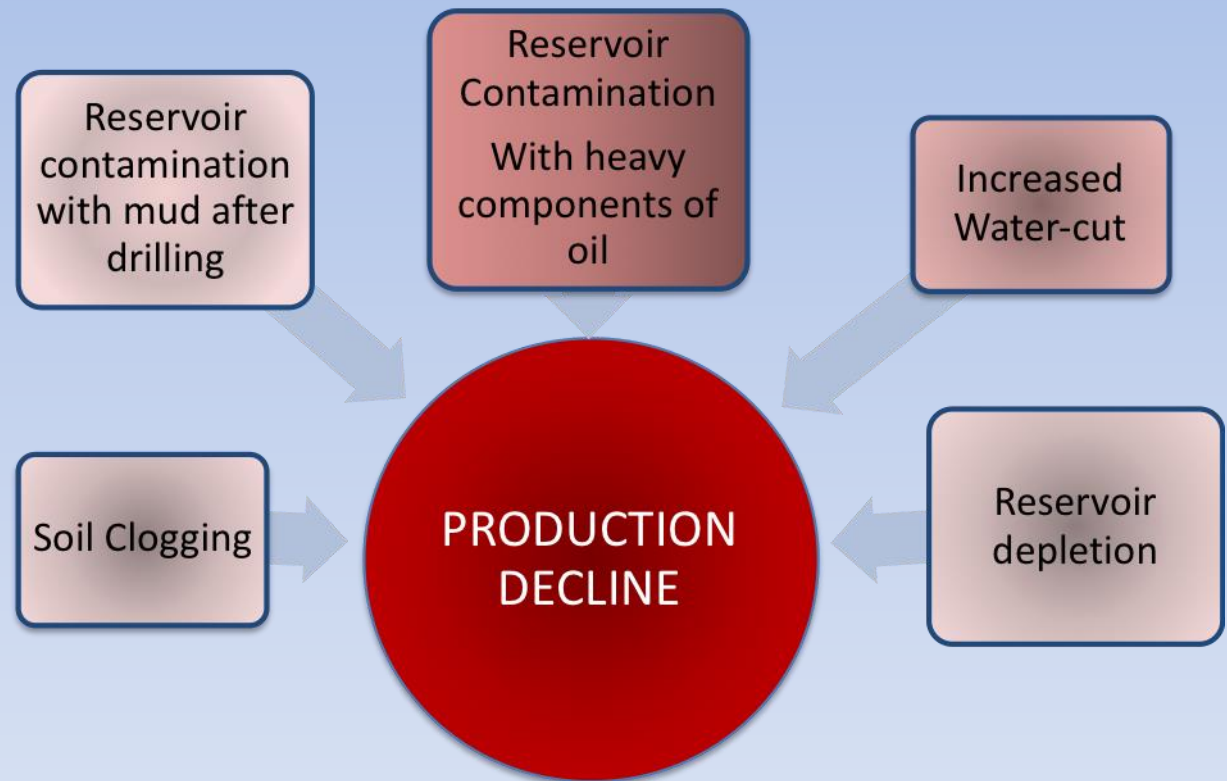 Reservoir
contamination
with mud after
drilling
Reservoir
Contamination
With heavy
components of
oil
Increased
Water-cut
Soil Clogging
PRODUCTION
DECLINE
Reservoir
depletion